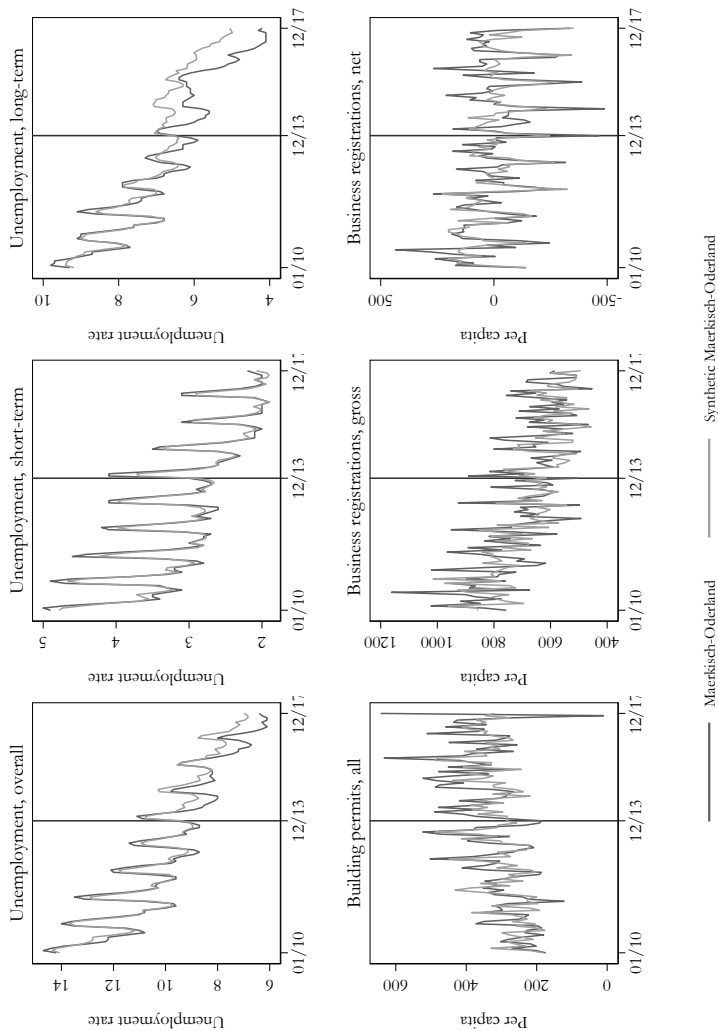 Unemployment, overall
Unemployment rate
14
12
10
8
6
01/10 12/13 12/17
Unemployment, short-term
Unemployment rate
5
4
3
2
01/10 12/13 12/17
Unemployment, long-term
Unemployment rate
10
8
6
4
01/10 12/13 12/17
Building permits, all
Per capita
600
400
200
0
01/10 12/13 12/17
Business registrations, gross
Per capita
1200
1000
800
600
400
01/10 12/13 12/17
Business registrations, net
Per capita
500
0
-500
01/10 12/13 12/17
Maerkisch-Oderland Synthetic Maerkisch-Oderland